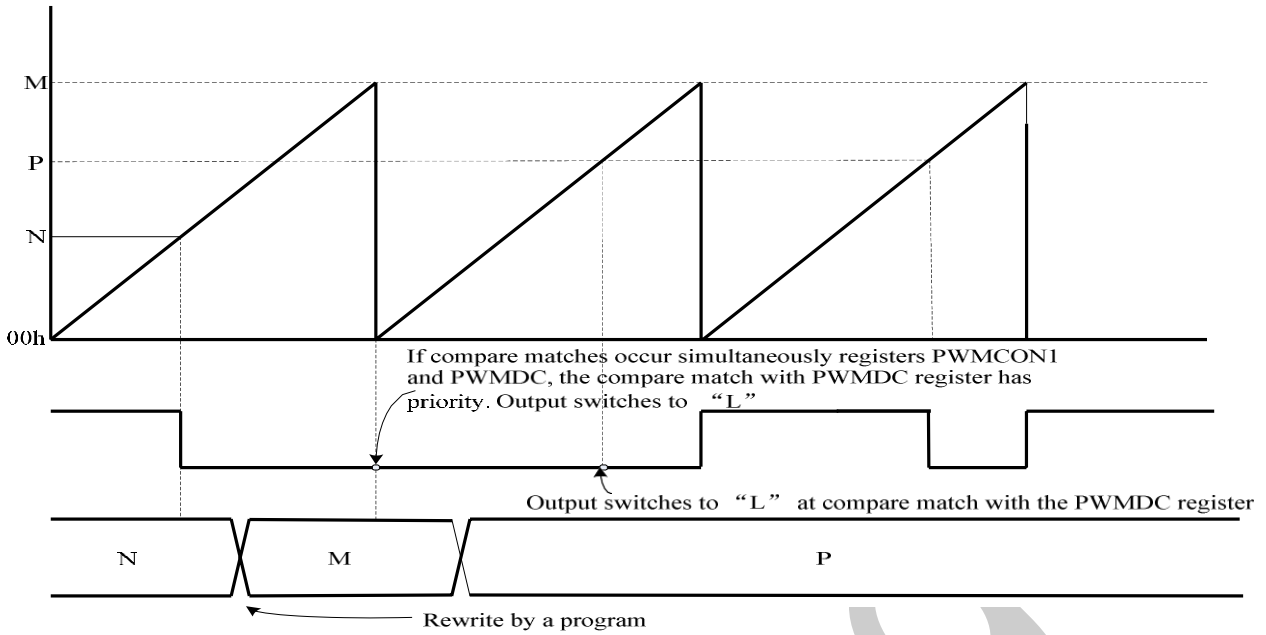 M
P
N
00h
If compare matches occur simultaneously registers PWMCON1
and PWMDC, the compare match with PWMDC register has
priority. Output switches to “L”
Output switches to “L” at compare match with the PWMDC register
N
M
P
Rewrite by a program